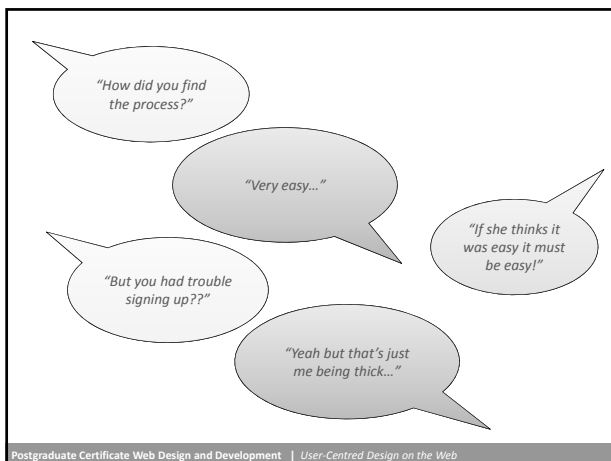 “How did you find
the process?”
“Very easy…”
“If she thinks it
was easy it must
be easy!”
“But you had trouble
signing up??”
“Yeah but that’s just
me being thick…”
Postgraduate Certificate Web Design and Development | User-Centred Design on the Web